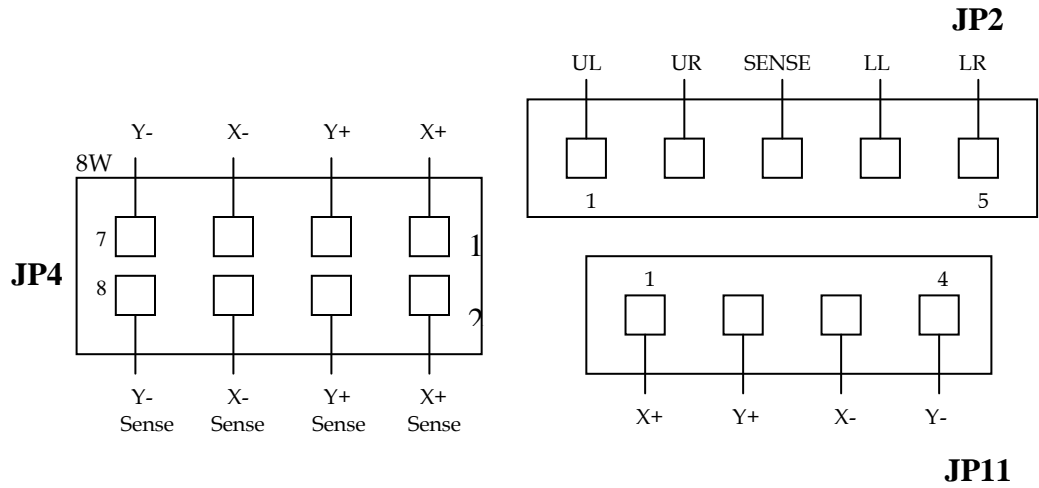 JP2
UL UR SENSE LL LR
1 5
Y- X- Y+ X+
8W
7 1
JP4
8 2
Y- X- Y+ X+
Sense Sense Sense Sense
1 4
X+ Y+ X- Y-
JP11